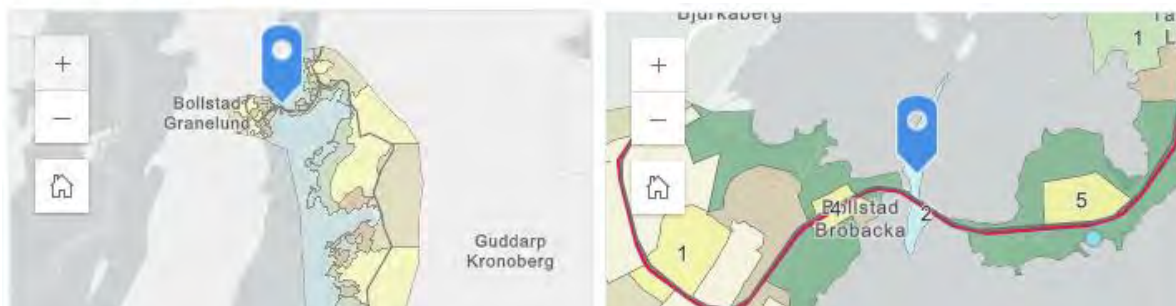 +
−
Bollstad
Granelund
Guddarp
Kronoberg
Bjurkaberg
+
−
1
L
4
Bollstad
Brobacka
2
5
1